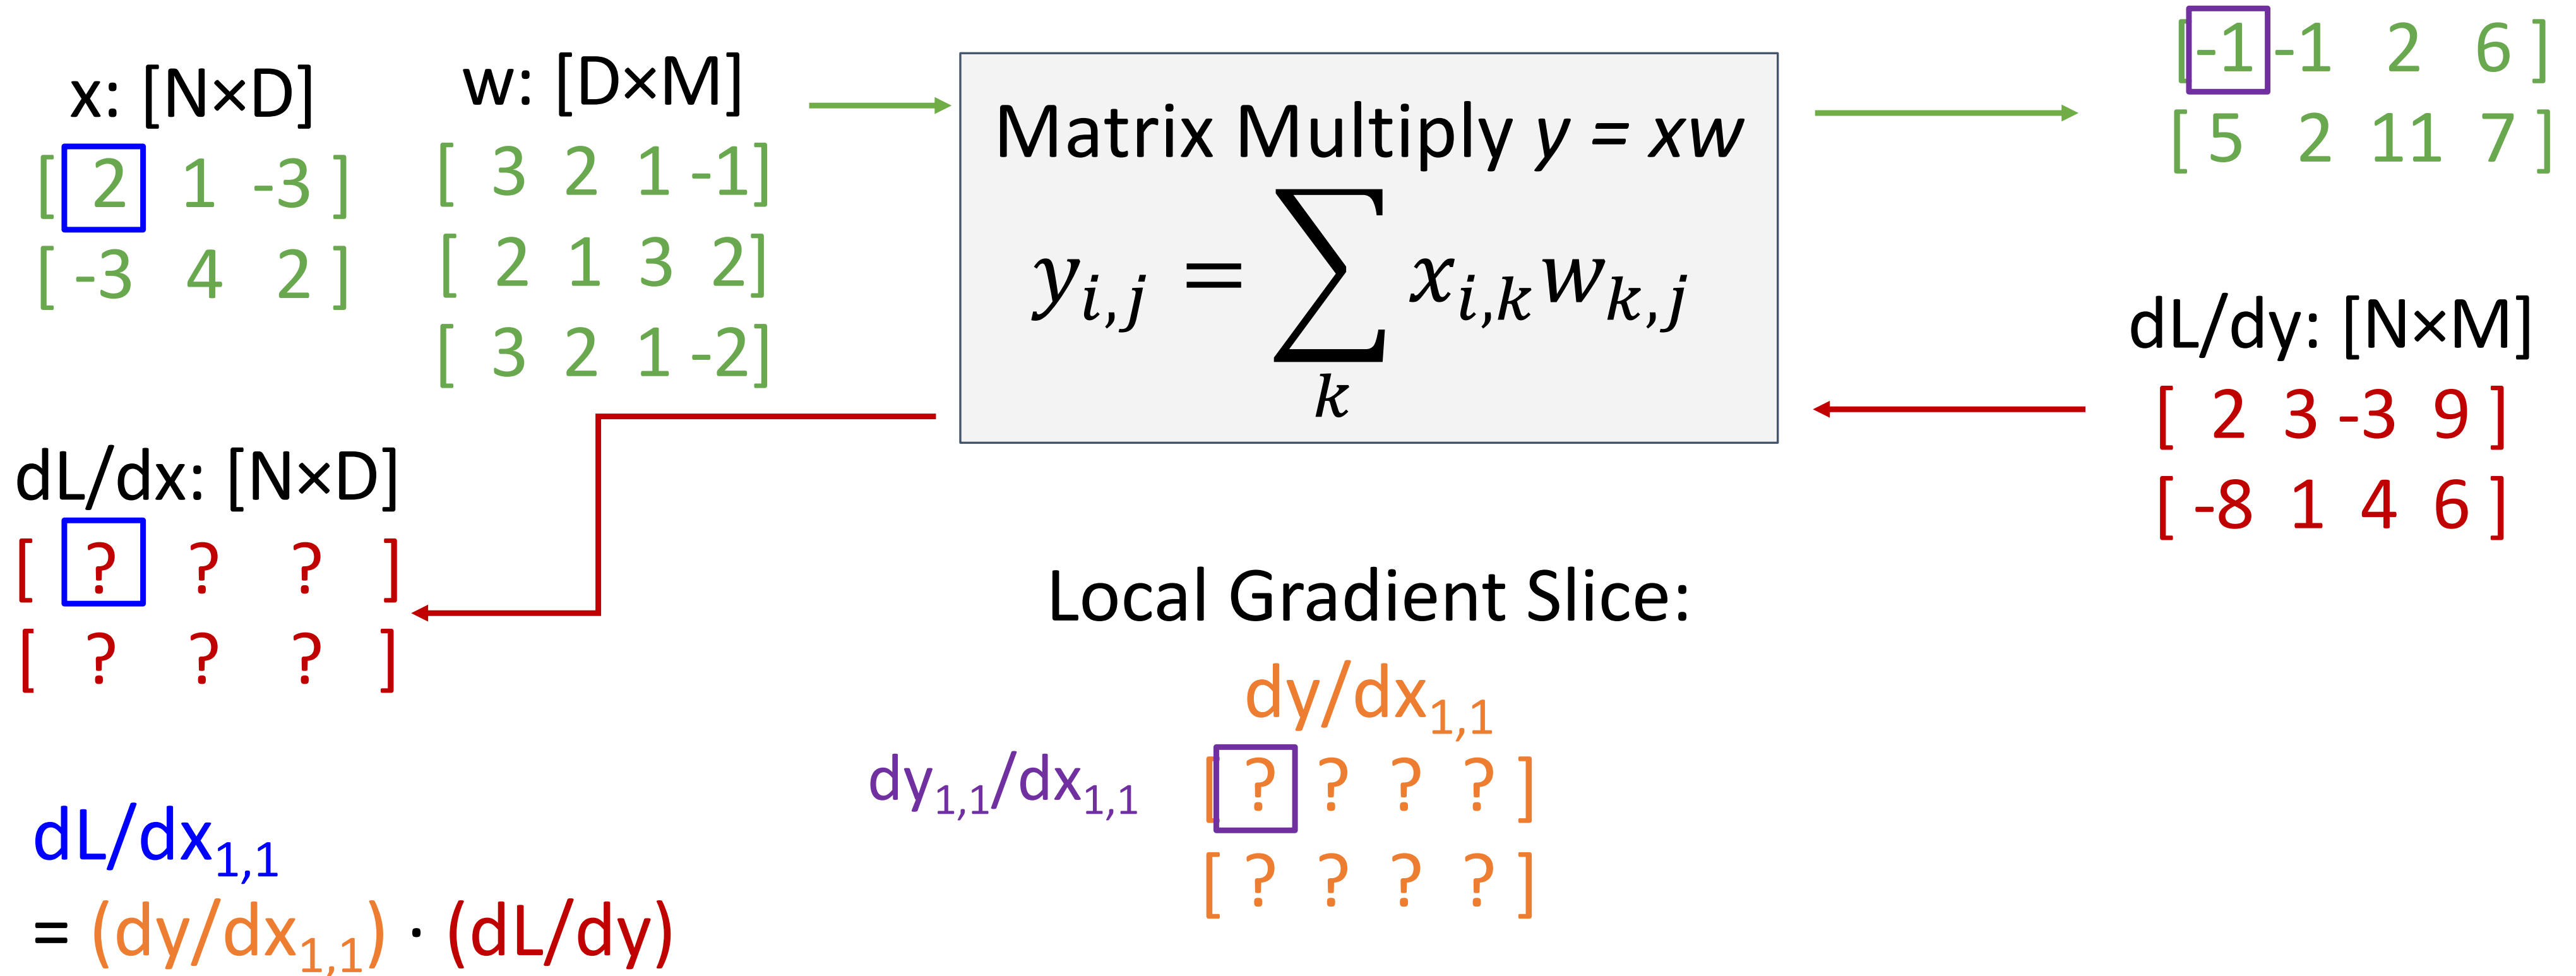 x: [N×D]
[ 2 1 -3 ]
[ -3 4 2 ]
w: [D×M]
[ 3 2 1 -1]
[ 2 1 3 2]
[ 3 2 1 -2]
Matrix Multiply y = xw
y_{i,j} = ∑_k x_{i,k}w_{k,j}
[ -1 -1 2 6 ]
[ 5 2 11 7 ]
dL/dy: [N×M]
[ 2 3 -3 9 ]
[ -8 1 4 6 ]
dL/dx: [N×D]
[ ? ? ? ]
[ ? ? ? ]
Local Gradient Slice:
dy/dx_{1,1}
dy_{1,1}/dx_{1,1} [ ? ? ? ? ]
[ ? ? ? ? ]
dL/dx_{1,1}
= (dy/dx_{1,1}) · (dL/dy)